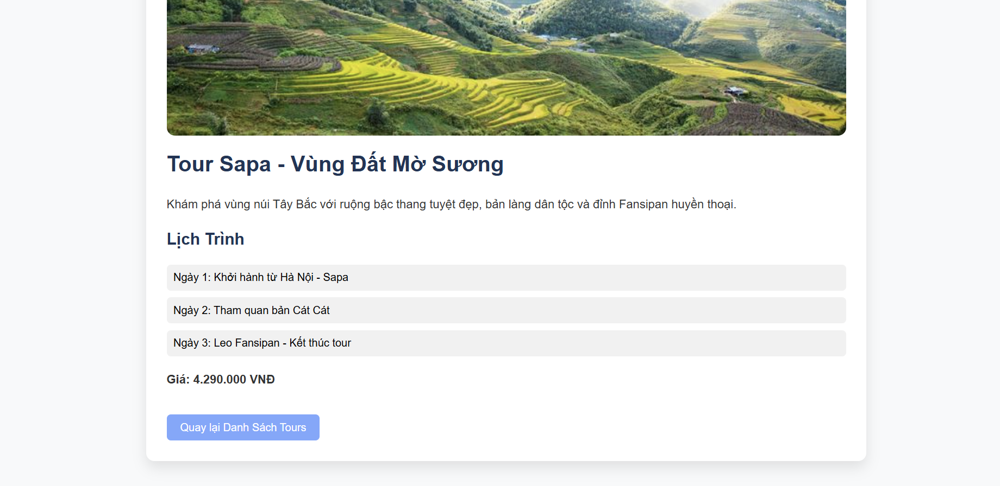 Tour Sapa - Vùng Đất Mờ Sương
Khám phá vùng núi Tây Bắc với ruộng bậc thang tuyệt đẹp, bản làng dân tộc và đỉnh Fansipan huyền thoại.
Lịch Trình
Ngày 1: Khởi hành từ Hà Nội - Sapa
Ngày 2: Tham quan bản Cát Cát
Ngày 3: Leo Fansipan - Kết thúc tour
Giá: 4.290.000 VNĐ
Quay lại Danh Sách Tours